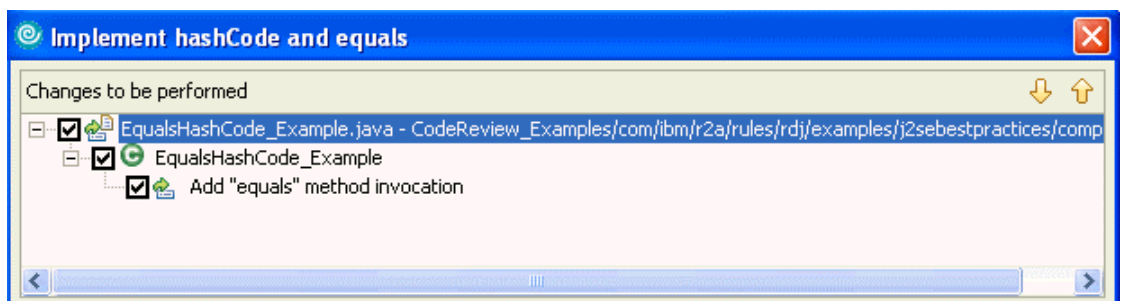 Implement hashCode and equals
Changes to be performed
EqualsHashCode_Example.java - CodeReview_Examples/com/ibm/r2a/rules/rdj/examples/j2sebestpractices/comp
EqualsHashCode_Example
Add "equals" method invocation